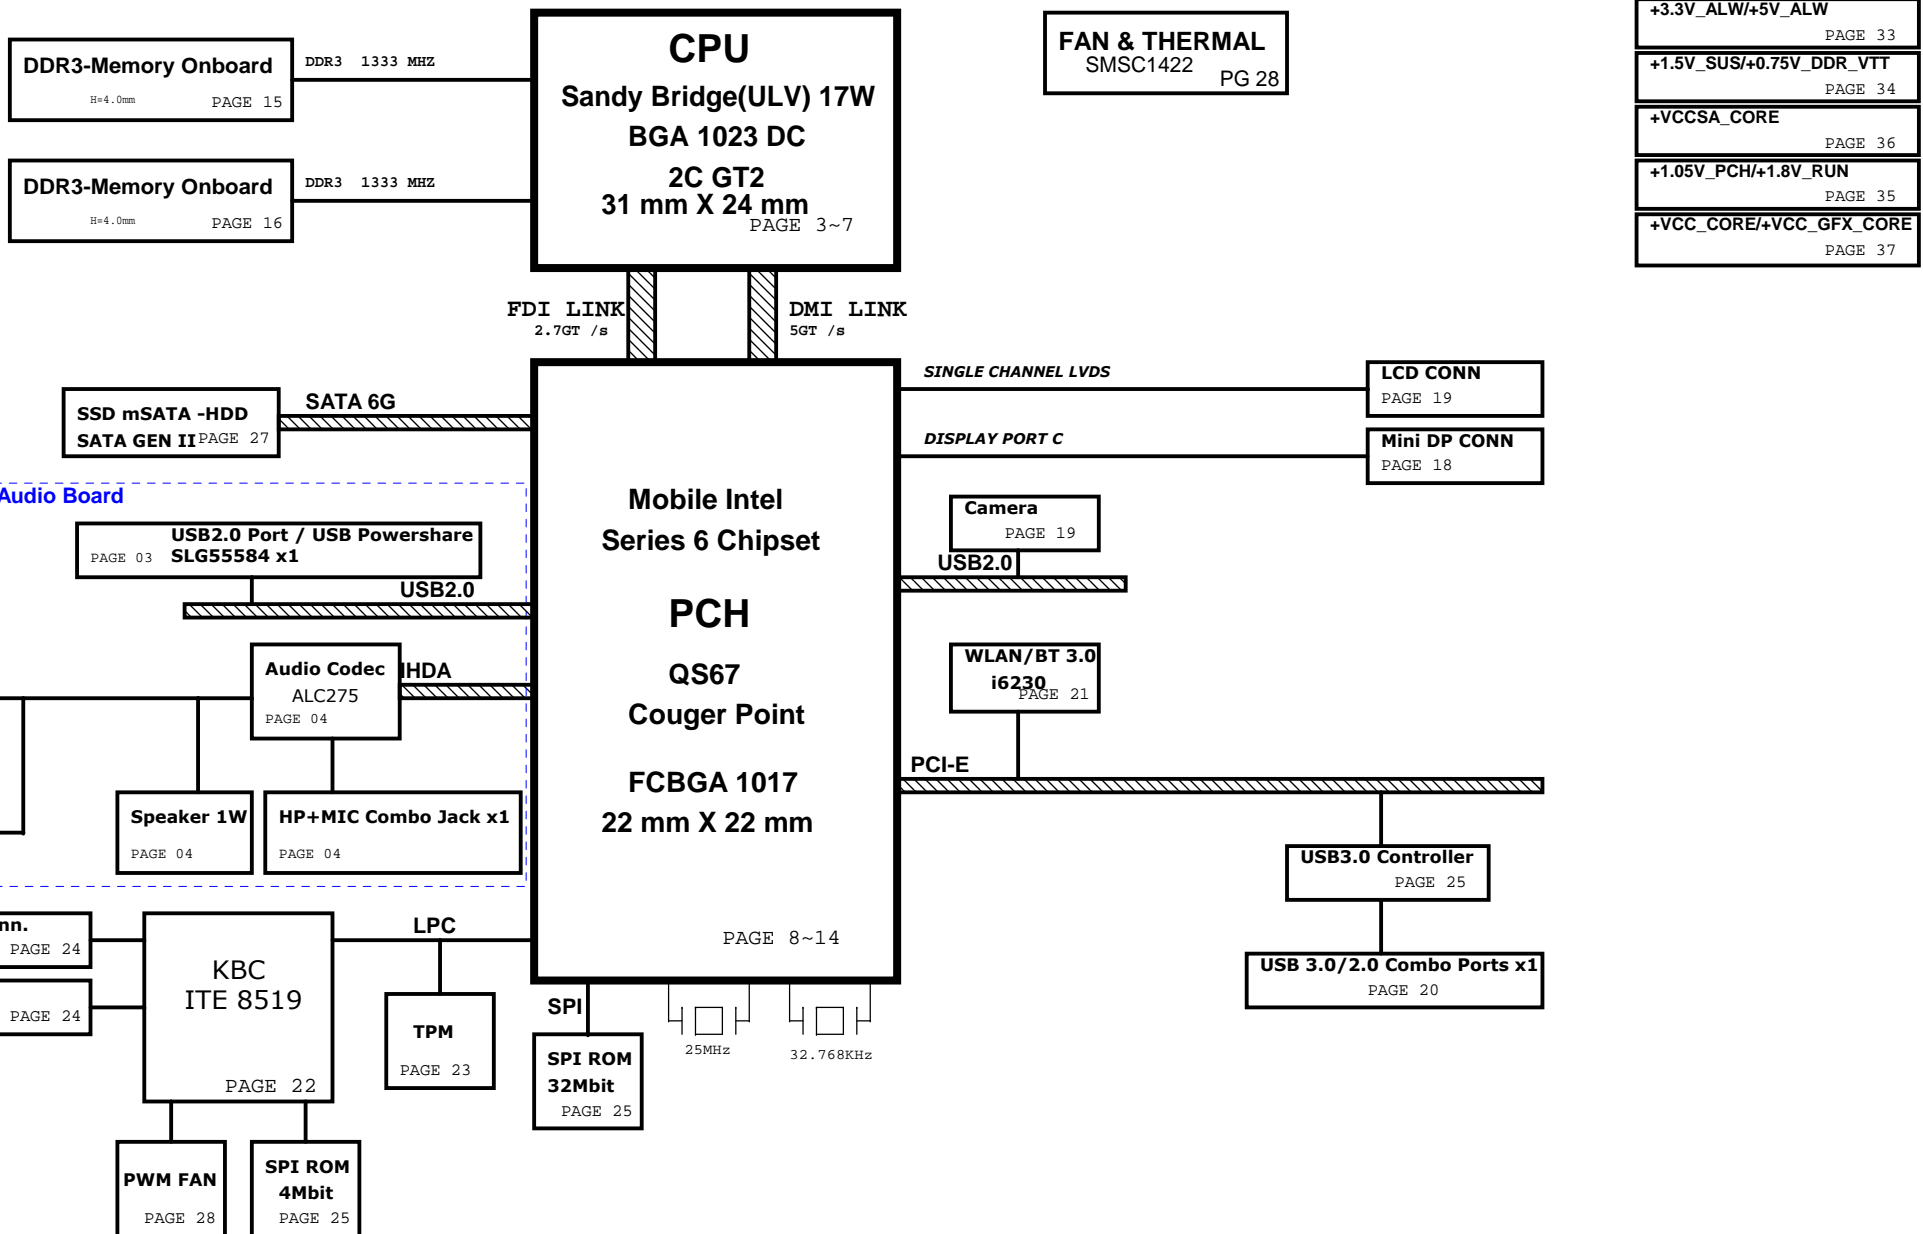 DDR3-Memory Onboard
H=4.0mm
PAGE 15
DDR3 1333 MHZ
DDR3-Memory Onboard
H=4.0mm
PAGE 16
DDR3 1333 MHZ
CPU
Sandy Bridge(ULV) 17W
BGA 1023 DC
2C GT2
31 mm X 24 mm
PAGE 3~7
FAN & THERMAL
SMSC1422
PG 28
+3.3V_ALW/+5V_ALW
PAGE 33
+1.5V_SUS/+0.75V_DDR_VTT
PAGE 34
+VCCSA_CORE
PAGE 36
+1.05V_PCH/+1.8V_RUN
PAGE 35
+VCC_CORE/+VCC_GFX_CORE
PAGE 37
FDI LINK
2.7GT /s
DMI LINK
5GT /s
SSD mSATA -HDD
SATA GEN II PAGE 27
SATA 6G
SINGLE CHANNEL LVDS
LCD CONN
PAGE 19
DISPLAY PORT C
Mini DP CONN
PAGE 18
Audio Board
USB2.0 Port / USB Powershare
PAGE 03 SLG55584 x1
USB2.0
Audio Codec
ALC275
PAGE 04
IHDA
Speaker 1W
PAGE 04
HP+MIC Combo Jack x1
PAGE 04
Mobile Intel
Series 6 Chipset
PCH
QS67
Couger Point
FCBGA 1017
22 mm X 22 mm
PAGE 8~14
Camera
PAGE 19
USB2.0
WLAN/BT 3.0
i6230
PAGE 21
PCI-E
USB3.0 Controller
PAGE 25
USB 3.0/2.0 Combo Ports x1
PAGE 20
nn.
PAGE 24
PAGE 24
KBC
ITE 8519
PAGE 22
LPC
TPM
PAGE 23
SPI
SPI ROM
32Mbit
PAGE 25
25MHz
32.768KHz
PWM FAN
PAGE 28
SPI ROM
4Mbit
PAGE 25